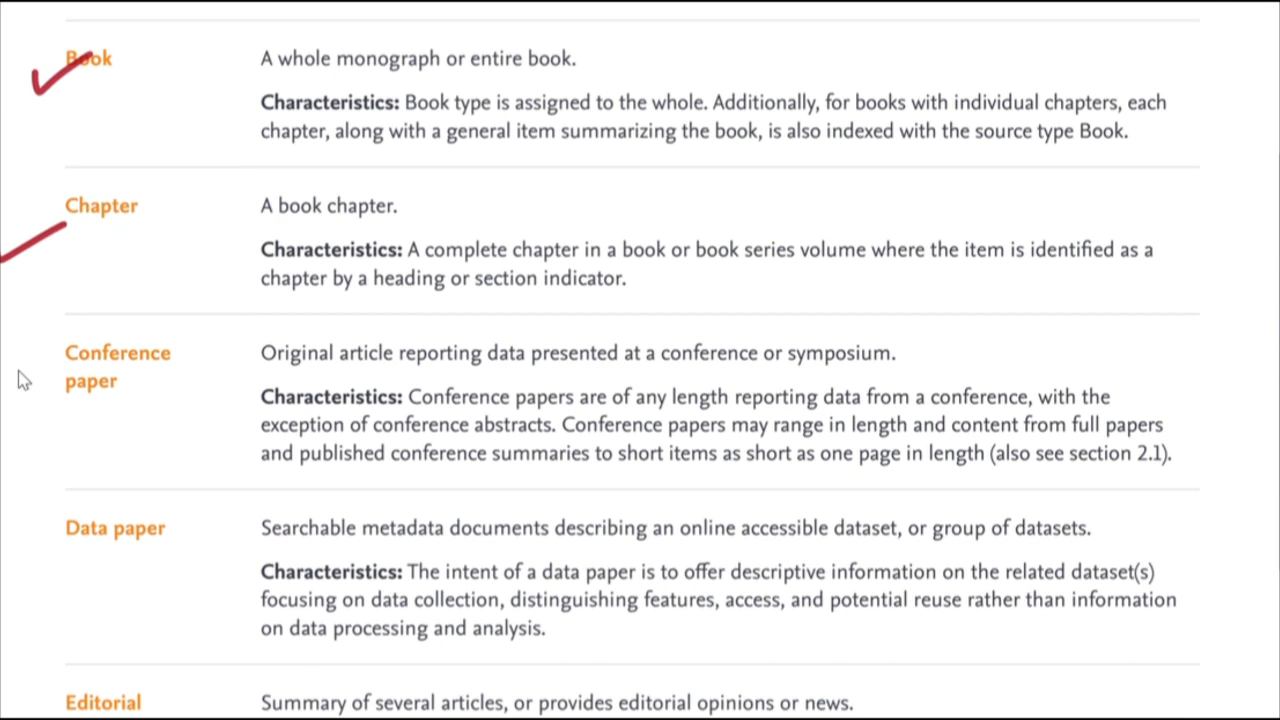 Book
A whole monograph or entire book.
Characteristics: Book type is assigned to the whole. Additionally, for books with individual chapters, each
chapter, along with a general item summarizing the book, is also indexed with the source type Book.
Chapter
A book chapter.
Characteristics: A complete chapter in a book or book series volume where the item is identified as a
chapter by a heading or section indicator.
Conference
paper
Original article reporting data presented at a conference or symposium.
Characteristics: Conference papers are of any length reporting data from a conference, with the
exception of conference abstracts. Conference papers may range in length and content from full papers
and published conference summaries to short items as short as one page in length (also see section 2.1).
Data paper
Searchable metadata documents describing an online accessible dataset, or group of datasets.
Characteristics: The intent of a data paper is to offer descriptive information on the related dataset(s)
focusing on data collection, distinguishing features, access, and potential reuse rather than information
on data processing and analysis.
Editorial
Summary of several articles, or provides editorial opinions or news.